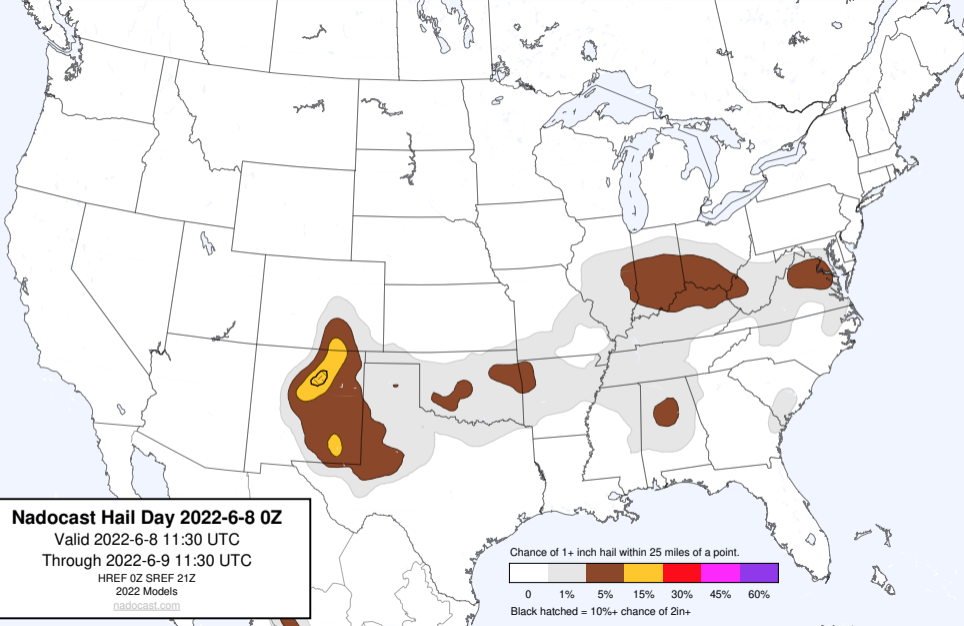 Nadocast Hail Day 2022-6-8 0Z
Valid 2022-6-8 11:30 UTC
Through 2022-6-9 11:30 UTC
HREF 0Z SREF 21Z
2022 Models
nadocast.com
Chance of 1+ inch hail within 25 miles of a point.
0 1% 5% 15% 30% 45% 60%
Black hatched = 10%+ chance of 2in+